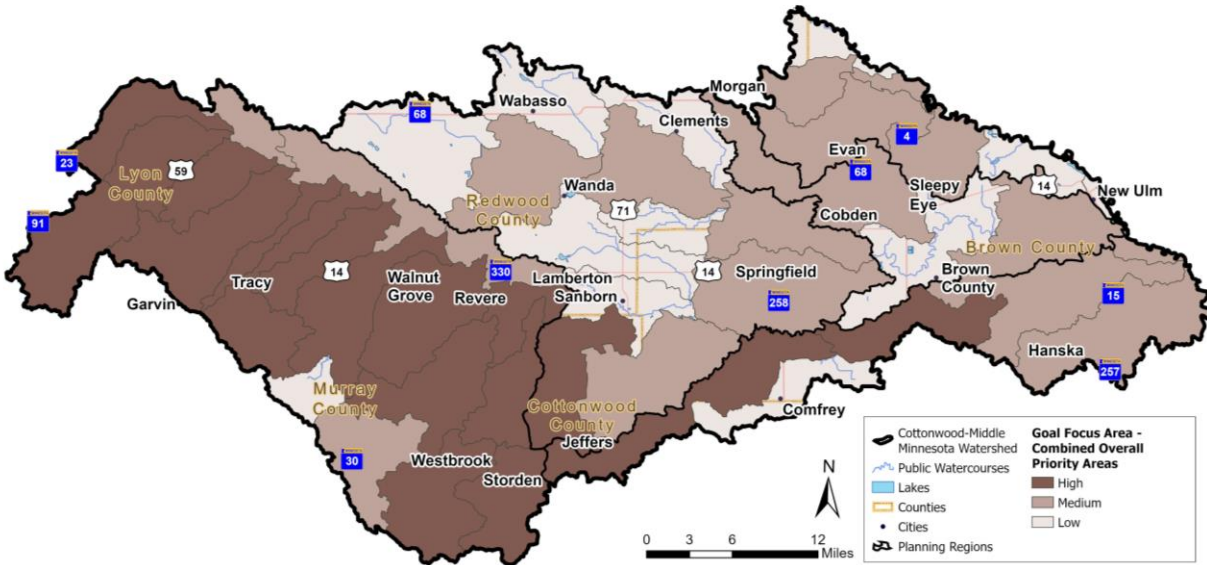 Morgan
Wabasso
Clements
68
4
Evan
23
59
Lyon
County
68
Sleepy
Eye
14
New Ulm
Wanda
Redwood
County
71
Cobden
91
Brown County
Tracy
14
Walnut
Grove
330
Revere
Lamberton
Sanborn
14
Springfield
258
Brown
County
15
Garvin
Hanska
257
Murray
County
Cottonwood
County
Comfrey
Jeffers
30
Westbrook
Storden
N
0 3 6 12
Miles
Cottonwood-Middle
Minnesota Watershed
Public Watercourses
Lakes
Counties
Cities
Planning Regions
Goal Focus Area -
Combined Overall
Priority Areas
High
Medium
Low